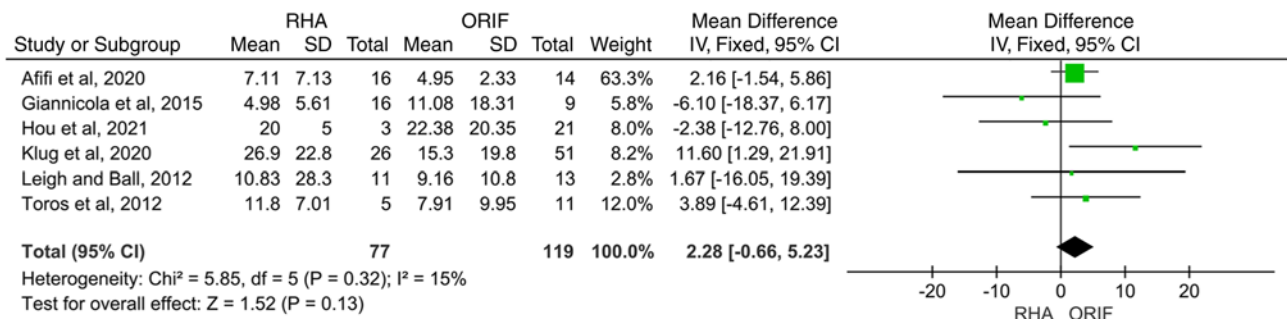 RHA ORIF Mean Difference Mean Difference
Study or Subgroup Mean SD Total Mean SD Total Weight IV, Fixed, 95% CI IV, Fixed, 95% CI
Afifi et al, 2020 7.11 7.13 16 4.95 2.33 14 63.3% 2.16 [-1.54, 5.86]
Giannicola et al, 2015 4.98 5.61 16 11.08 18.31 9 5.8% -6.10 [-18.37, 6.17]
Hou et al, 2021 20 5 3 22.38 20.35 21 8.0% -2.38 [-12.76, 8.00]
Klug et al, 2020 26.9 22.8 26 15.3 19.8 51 8.2% 11.60 [1.29, 21.91]
Leigh and Ball, 2012 10.83 28.3 11 9.16 10.8 13 2.8% 1.67 [-16.05, 19.39]
Toros et al, 2012 11.8 7.01 5 7.91 9.95 11 12.0% 3.89 [-4.61, 12.39]
Total (95% CI) 77 119 100.0% 2.28 [-0.66, 5.23]
Heterogeneity: Chi² = 5.85, df = 5 (P = 0.32); I² = 15%
Test for overall effect: Z = 1.52 (P = 0.13)
-20 -10 0 10 20
RHA ORIF